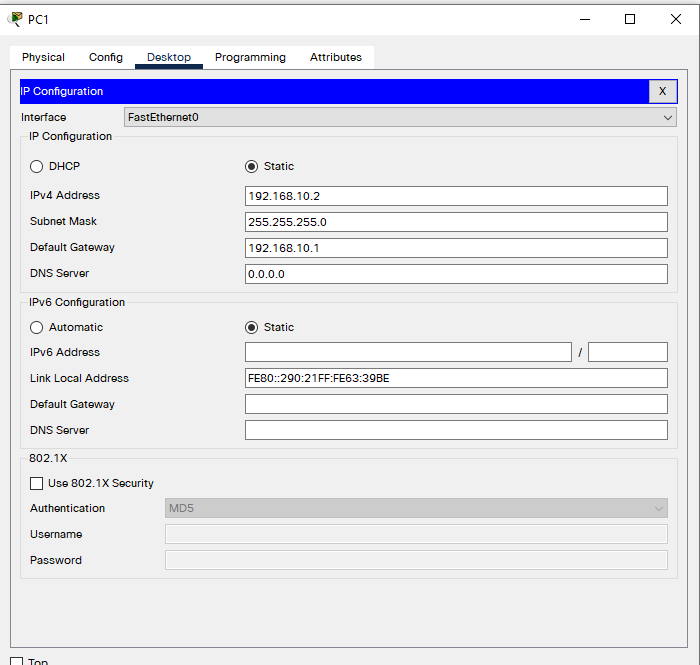 PC1
Physical Config Desktop Programming Attributes
IP Configuration X
Interface FastEthernet0
IP Configuration
DHCP Static
IPv4 Address 192.168.10.2
Subnet Mask 255.255.255.0
Default Gateway 192.168.10.1
DNS Server 0.0.0.0
IPv6 Configuration
Automatic Static
IPv6 Address /
Link Local Address FE80::290:21FF:FE63:39BE
Default Gateway
DNS Server
802.1X
Use 802.1X Security
Authentication MD5
Username
Password
Top